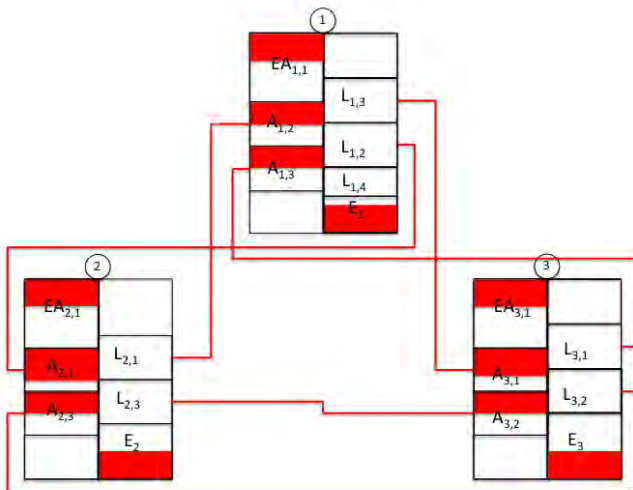 1
EA1,1
L1,3
A1,2
L1,2
A1,3
L1,4
E1
2
3
EA2,1
EA3,1
L2,1
L3,1
A2,1
A3,1
L2,3
L3,2
A2,3
A3,2
E2
E3